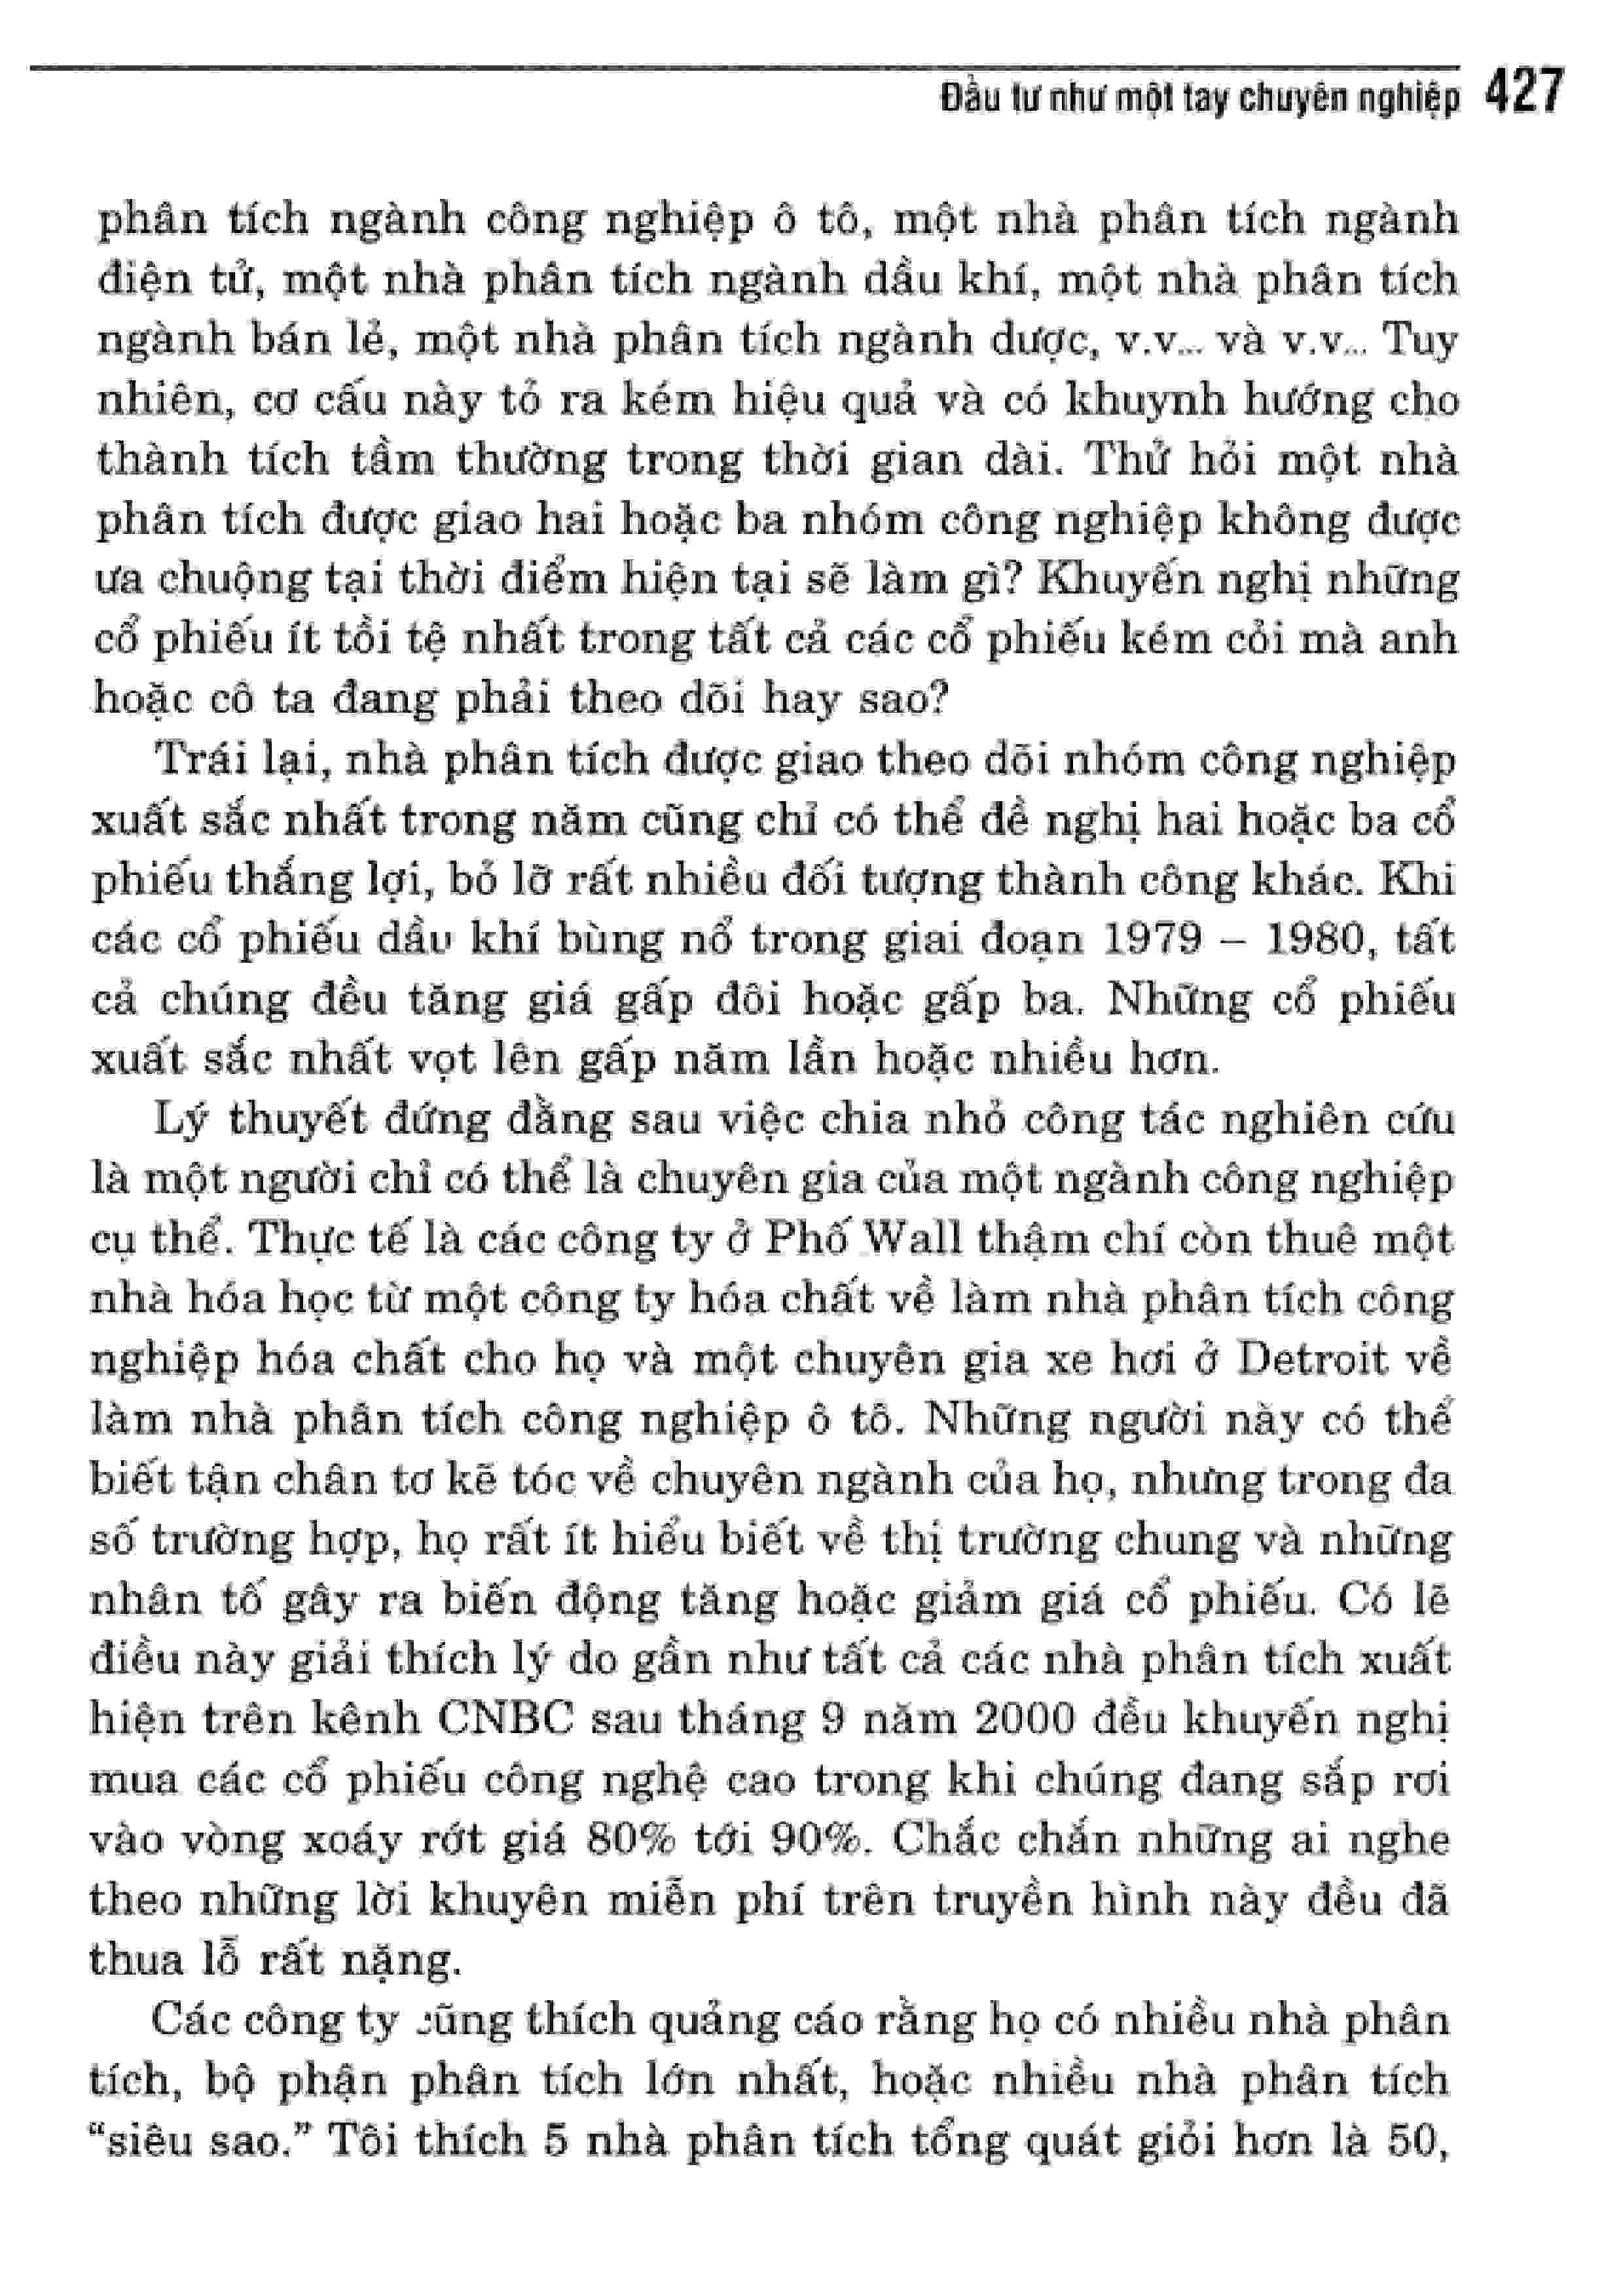 Đầu tư như một tay chuyên nghiệp 427
phân tích ngành công nghiệp ô tô, một nhà phân tích ngành
điện tử, một nhà phân tích ngành dầu khí, một nhà phân tích
ngành bán lẻ, một nhà phân tích ngành dược, v.v... và v.v... Tuy
nhiên, cơ cấu này tỏ ra kém hiệu quả và có khuynh hướng cho
thành tích tầm thường trong thời gian dài. Thử hỏi một nhà
phân tích được giao hai hoặc ba nhóm công nghiệp không được
ưa chuộng tại thời điểm hiện tại sẽ làm gì? Khuyến nghị những
cổ phiếu ít tồi tệ nhất trong tất cả các cổ phiếu kém cỏi mà anh
hoặc cô ta đang phải theo dõi hay sao?
Trái lại, nhà phân tích được giao theo dõi nhóm công nghiệp
xuất sắc nhất trong năm cũng chỉ có thể đề nghị hai hoặc ba cổ
phiếu thắng lợi, bỏ lỡ rất nhiều đối tượng thành công khác. Khi
các cổ phiếu dầu khí bùng nổ trong giai đoạn 1979 – 1980, tất
cả chúng đều tăng giá gấp đôi hoặc gấp ba. Những cổ phiếu
xuất sắc nhất vọt lên gấp năm lần hoặc nhiều hơn.
Lý thuyết đứng đằng sau việc chia nhỏ công tác nghiên cứu
là một người chỉ có thể là chuyên gia của một ngành công nghiệp
cụ thể. Thực tế là các công ty ở Phố Wall thậm chí còn thuê một
nhà hóa học từ một công ty hóa chất về làm nhà phân tích công
nghiệp hóa chất cho họ và một chuyên gia xe hơi ở Detroit về
làm nhà phân tích công nghiệp ô tô. Những người này có thể
biết tận chân tơ kẽ tóc về chuyên ngành của họ, nhưng trong đa
số trường hợp, họ rất ít hiểu biết về thị trường chung và những
nhân tố gây ra biến động tăng hoặc giảm giá cổ phiếu. Có lẽ
điều này giải thích lý do gần như tất cả các nhà phân tích xuất
hiện trên kênh CNBC sau tháng 9 năm 2000 đều khuyến nghị
mua các cổ phiếu công nghệ cao trong khi chúng đang sắp rơi
vào vòng xoáy rớt giá 80% tới 90%. Chắc chắn những ai nghe
theo những lời khuyên miễn phí trên truyền hình này đều đã
thua lỗ rất nặng.
Các công ty cũng thích quảng cáo rằng họ có nhiều nhà phân
tích, bộ phận phân tích lớn nhất, hoặc nhiều nhà phân tích
“siêu sao.” Tôi thích 5 nhà phân tích tổng quát giỏi hơn là 50,